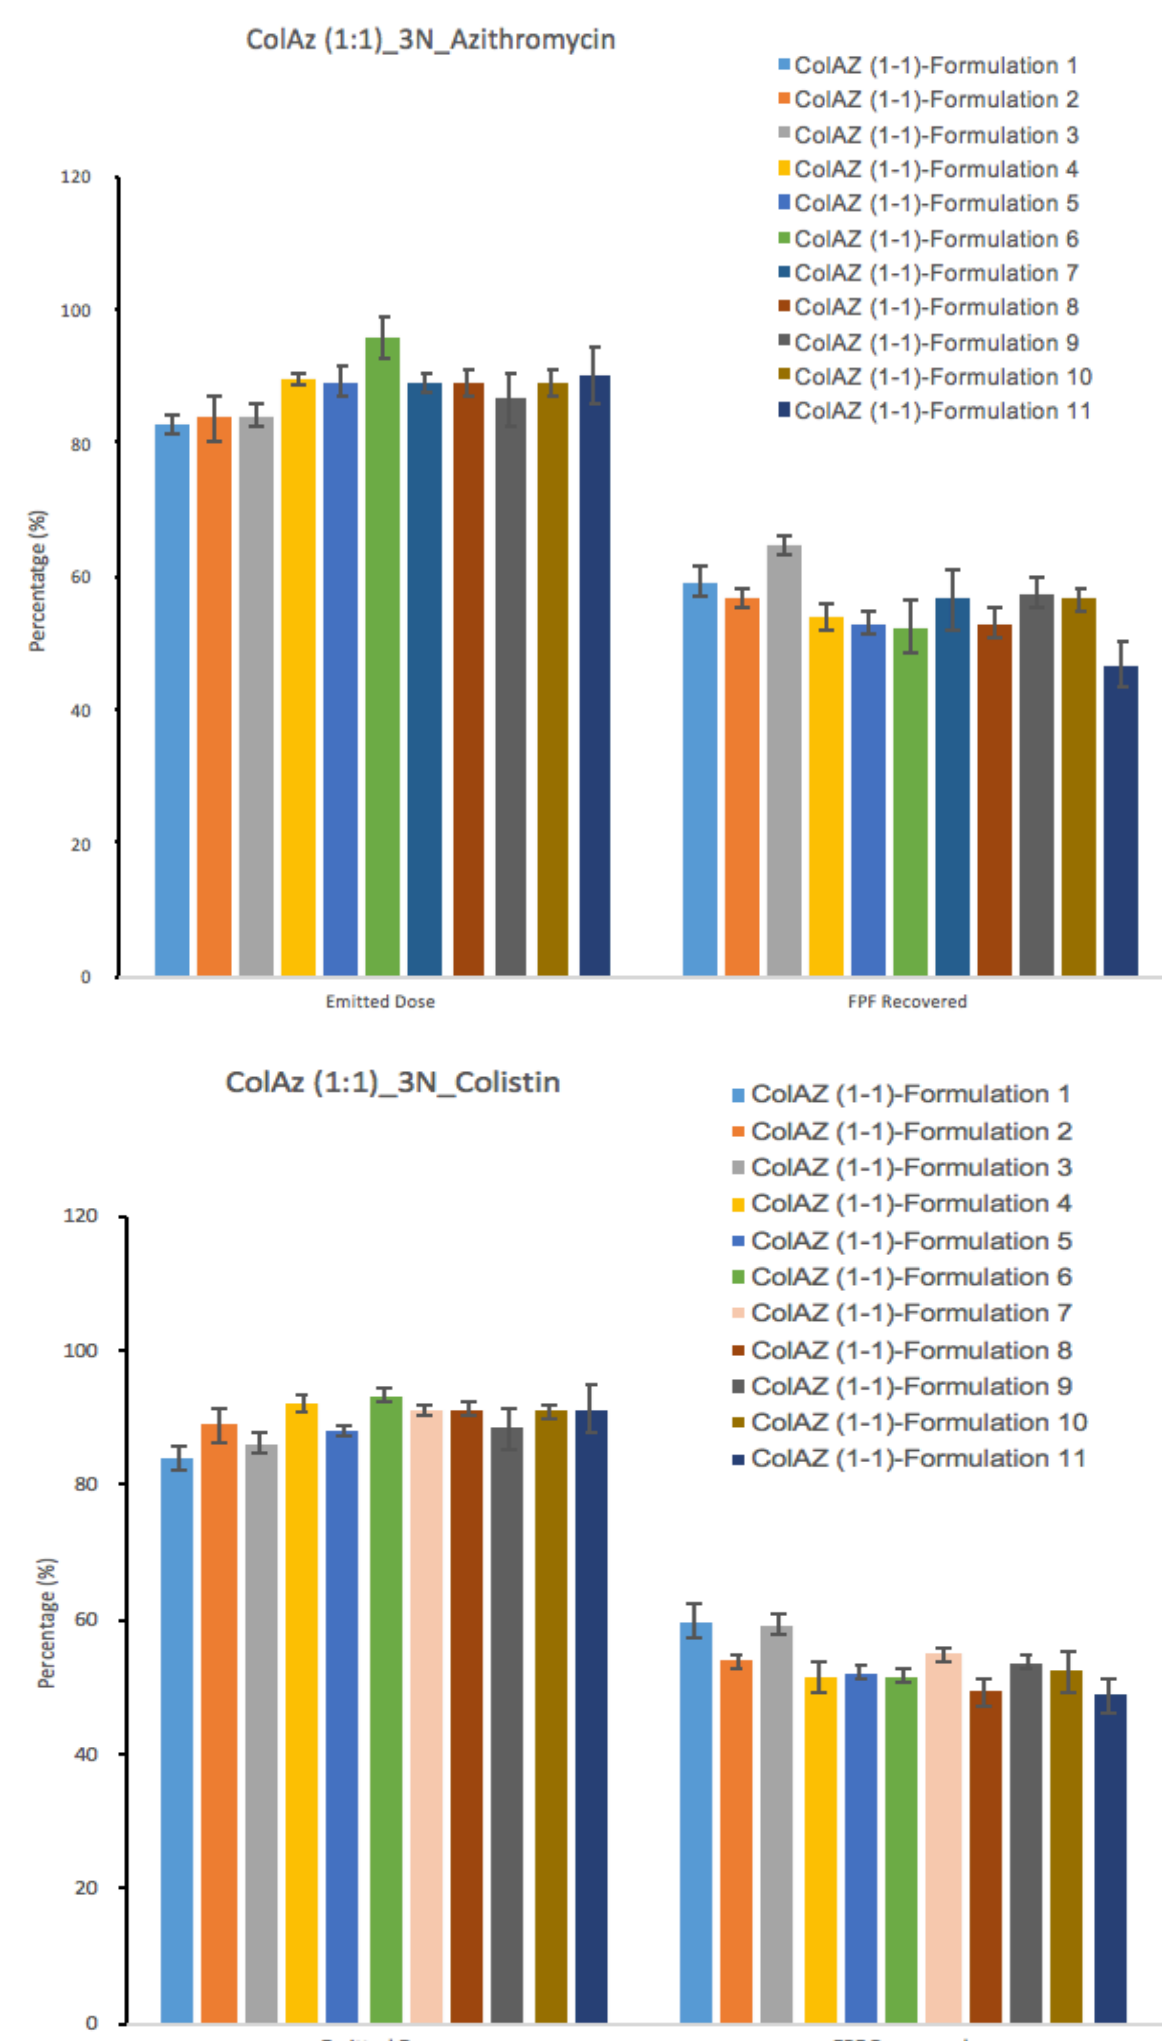 ColAz (1:1)_3N_Azithromycin
ColAZ (1-1)-Formulation 1
ColAZ (1-1)-Formulation 2
ColAZ (1-1)-Formulation 3
ColAZ (1-1)-Formulation 4
ColAZ (1-1)-Formulation 5
ColAZ (1-1)-Formulation 6
ColAZ (1-1)-Formulation 7
ColAZ (1-1)-Formulation 8
ColAZ (1-1)-Formulation 9
ColAZ (1-1)-Formulation 10
ColAZ (1-1)-Formulation 11
120
100
80
60
40
20
0
Percentatge (%)
Emitted Dose
FPF Recovered
ColAz (1:1)_3N_Colistin
ColAZ (1-1)-Formulation 1
ColAZ (1-1)-Formulation 2
ColAZ (1-1)-Formulation 3
ColAZ (1-1)-Formulation 4
ColAZ (1-1)-Formulation 5
ColAZ (1-1)-Formulation 6
ColAZ (1-1)-Formulation 7
ColAZ (1-1)-Formulation 8
ColAZ (1-1)-Formulation 9
ColAZ (1-1)-Formulation 10
ColAZ (1-1)-Formulation 11
120
100
80
60
40
20
0
Percentage (%)